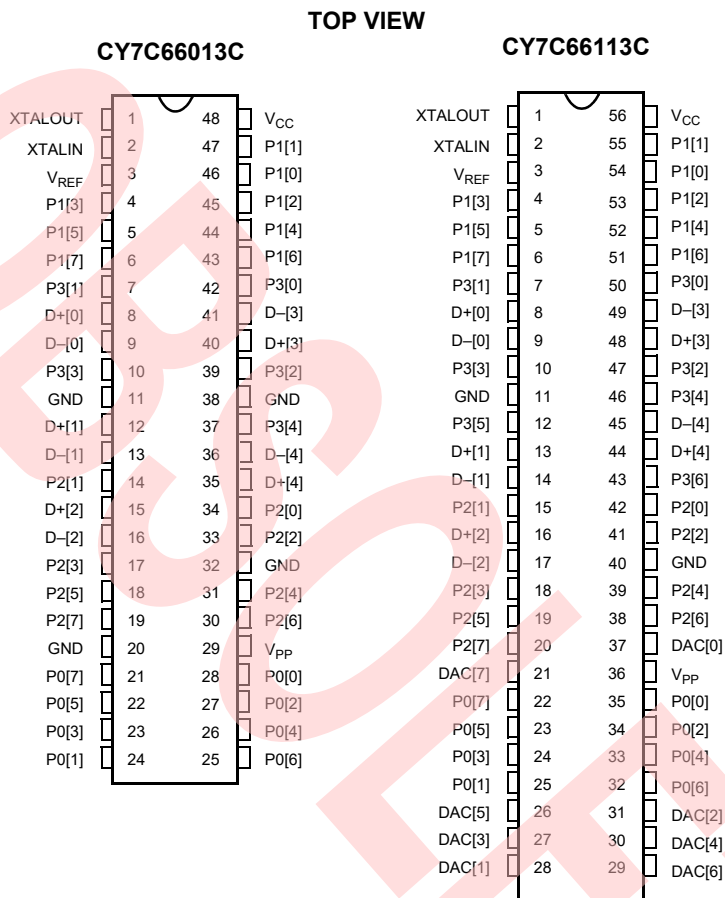 TOP VIEW
CY7C66013C
XTALOUT 1 48 VCC
XTALIN 2 47 P1[1]
VREF 3 46 P1[0]
P1[3] 4 45 P1[2]
P1[5] 5 44 P1[4]
P1[7] 6 43 P1[6]
P3[1] 7 42 P3[0]
D+[0] 8 41 D–[3]
D–[0] 9 40 D+[3]
P3[3] 10 39 P3[2]
GND 11 38 GND
D+[1] 12 37 P3[4]
D–[1] 13 36 D–[4]
P2[1] 14 35 D+[4]
D+[2] 15 34 P2[0]
D–[2] 16 33 P2[2]
P2[3] 17 32 GND
P2[5] 18 31 P2[4]
P2[7] 19 30 P2[6]
GND 20 29 VPP
P0[7] 21 28 P0[0]
P0[5] 22 27 P0[2]
P0[3] 23 26 P0[4]
P0[1] 24 25 P0[6]
CY7C66113C
XTALOUT 1 56 VCC
XTALIN 2 55 P1[1]
VREF 3 54 P1[0]
P1[3] 4 53 P1[2]
P1[5] 5 52 P1[4]
P1[7] 6 51 P1[6]
P3[1] 7 50 P3[0]
D+[0] 8 49 D–[3]
D–[0] 9 48 D+[3]
P3[3] 10 47 P3[2]
GND 11 46 P3[4]
P3[5] 12 45 D–[4]
D+[1] 13 44 D+[4]
D–[1] 14 43 P3[6]
P2[1] 15 42 P2[0]
D+[2] 16 41 P2[2]
D–[2] 17 40 GND
P2[3] 18 39 P2[4]
P2[5] 19 38 P2[6]
P2[7] 20 37 DAC[0]
DAC[7] 21 36 VPP
P0[7] 22 35 P0[0]
P0[5] 23 34 P0[2]
P0[3] 24 33 P0[4]
P0[1] 25 32 P0[6]
DAC[5] 26 31 DAC[2]
DAC[3] 27 30 DAC[4]
DAC[1] 28 29 DAC[6]